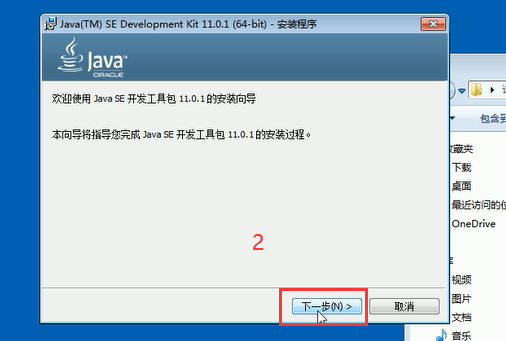 Java(TM) SE Development Kit 11.0.1 (64-bit) - 安装程序
Java
ORACLE
欢迎使用 Java SE 开发工具包 11.0.1 的安装向导
本向导将指导您完成 Java SE 开发工具包 11.0.1 的安装过程。
2
下一步(N) >
取消
包含到
收藏夹
下载
桌面
最近访问的位
OneDrive
视频
图片
文档
音乐